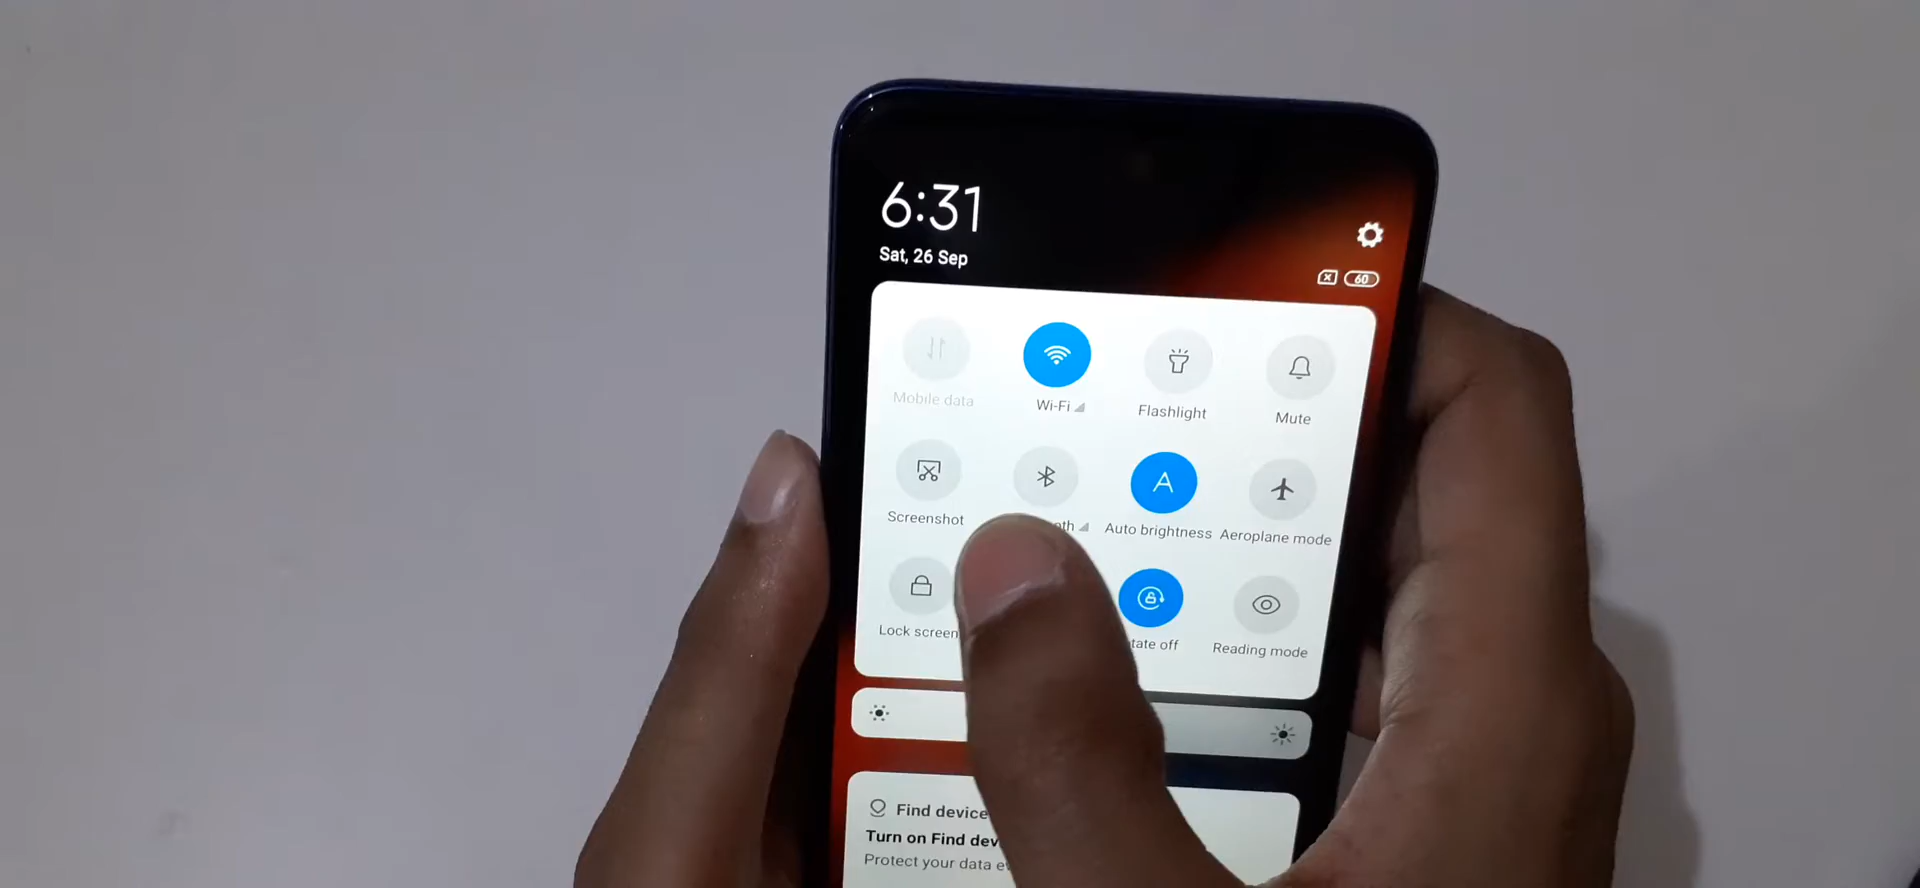 6:31
Sat, 26 Sep
60
Mobile data
Wi-Fi
Flashlight
Mute
A
Screenshot
Auto brightness
Aeroplane mode
Lock screen
Reading mode
Find device
Turn on Find
Protect your data